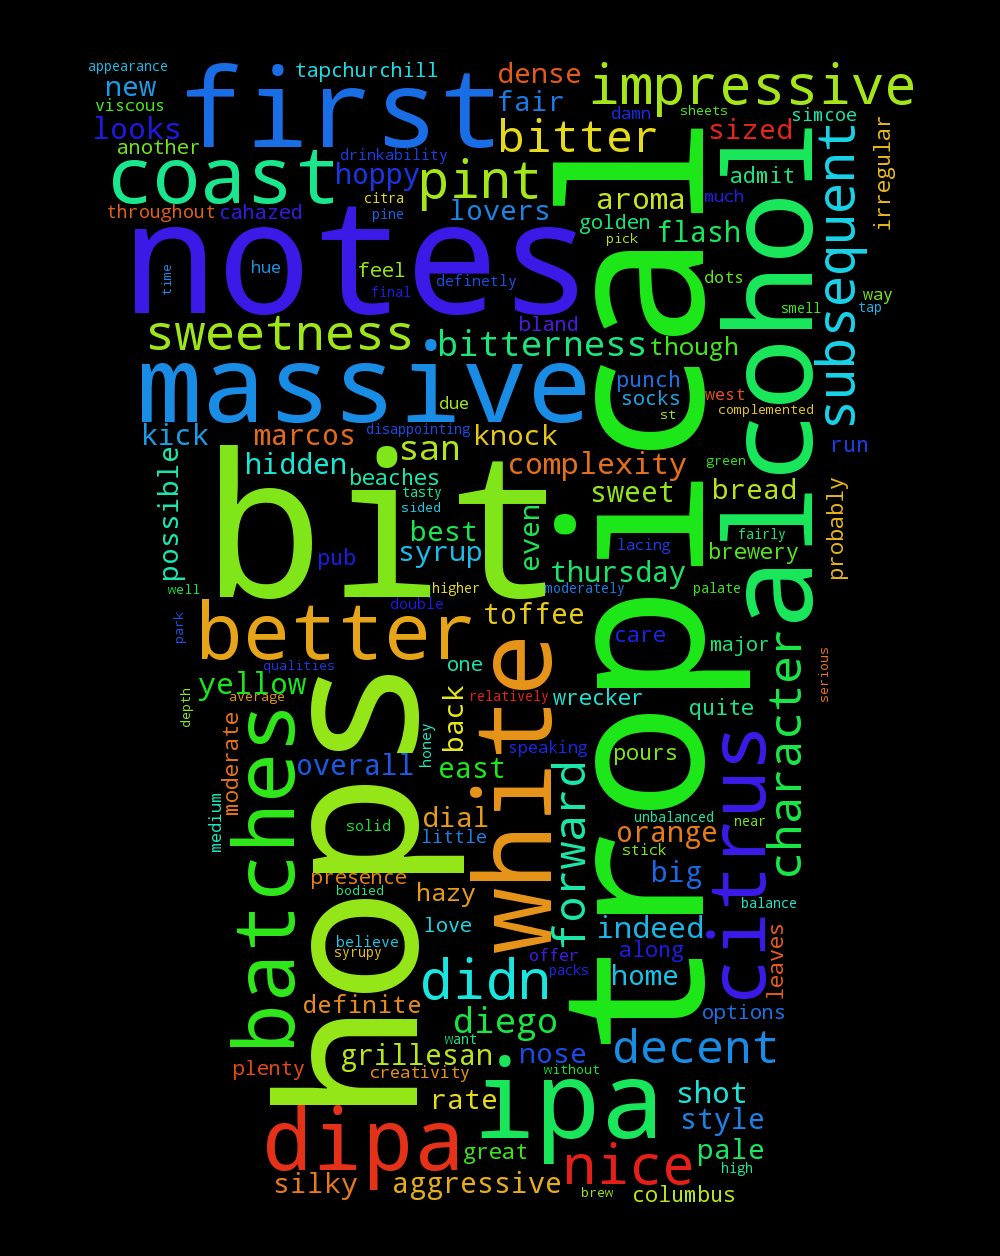 appearance
new
viscous
looks
another
first
tapchurchill
dense
fair
impressive
damn
sheets
simcoe
sized
bitter
coast
drinkability
hoppy
pint
citra
pine
lovers
aroma
admit
much
golden
pick
flash
irregular
subsequent
throughout
cahazed
notes
time
hue
feel
final
definetly
dots
smell
way
tap
bland
sweetness
bitterness
though
massive
due
punch
socks
st
west
complemented
kick
marcos
disappointing
san
knock
run
hidden
beaches
complexity
green
tropical
alcohol
possible
bit
tasty
sided
sweet
bread
probably
best
even
pub
syrup
lacing
fairly
brewery
thursday
well
higher
moderately
palate
double
park
better
toffee
care
major
qualities
one
serious
yellow
average
relatively
wrecker
quite
depth
hops
back
white
honey
speaking
pours
character
batches
moderate
overall
east
forward
citrus
medium
solid
dial
little
unbalanced
near
orange
stick
presence
bodied
hazy
big
balance
love
indeed
believe
syrupy
offer
along
leaves
packs
didn
home
definite
diego
options
want
grillesan
nose
decent
plenty
creativity
without
rate
ipa
shot
style
dipa
great
nice
pale
high
silky
aggressive
brew
columbus